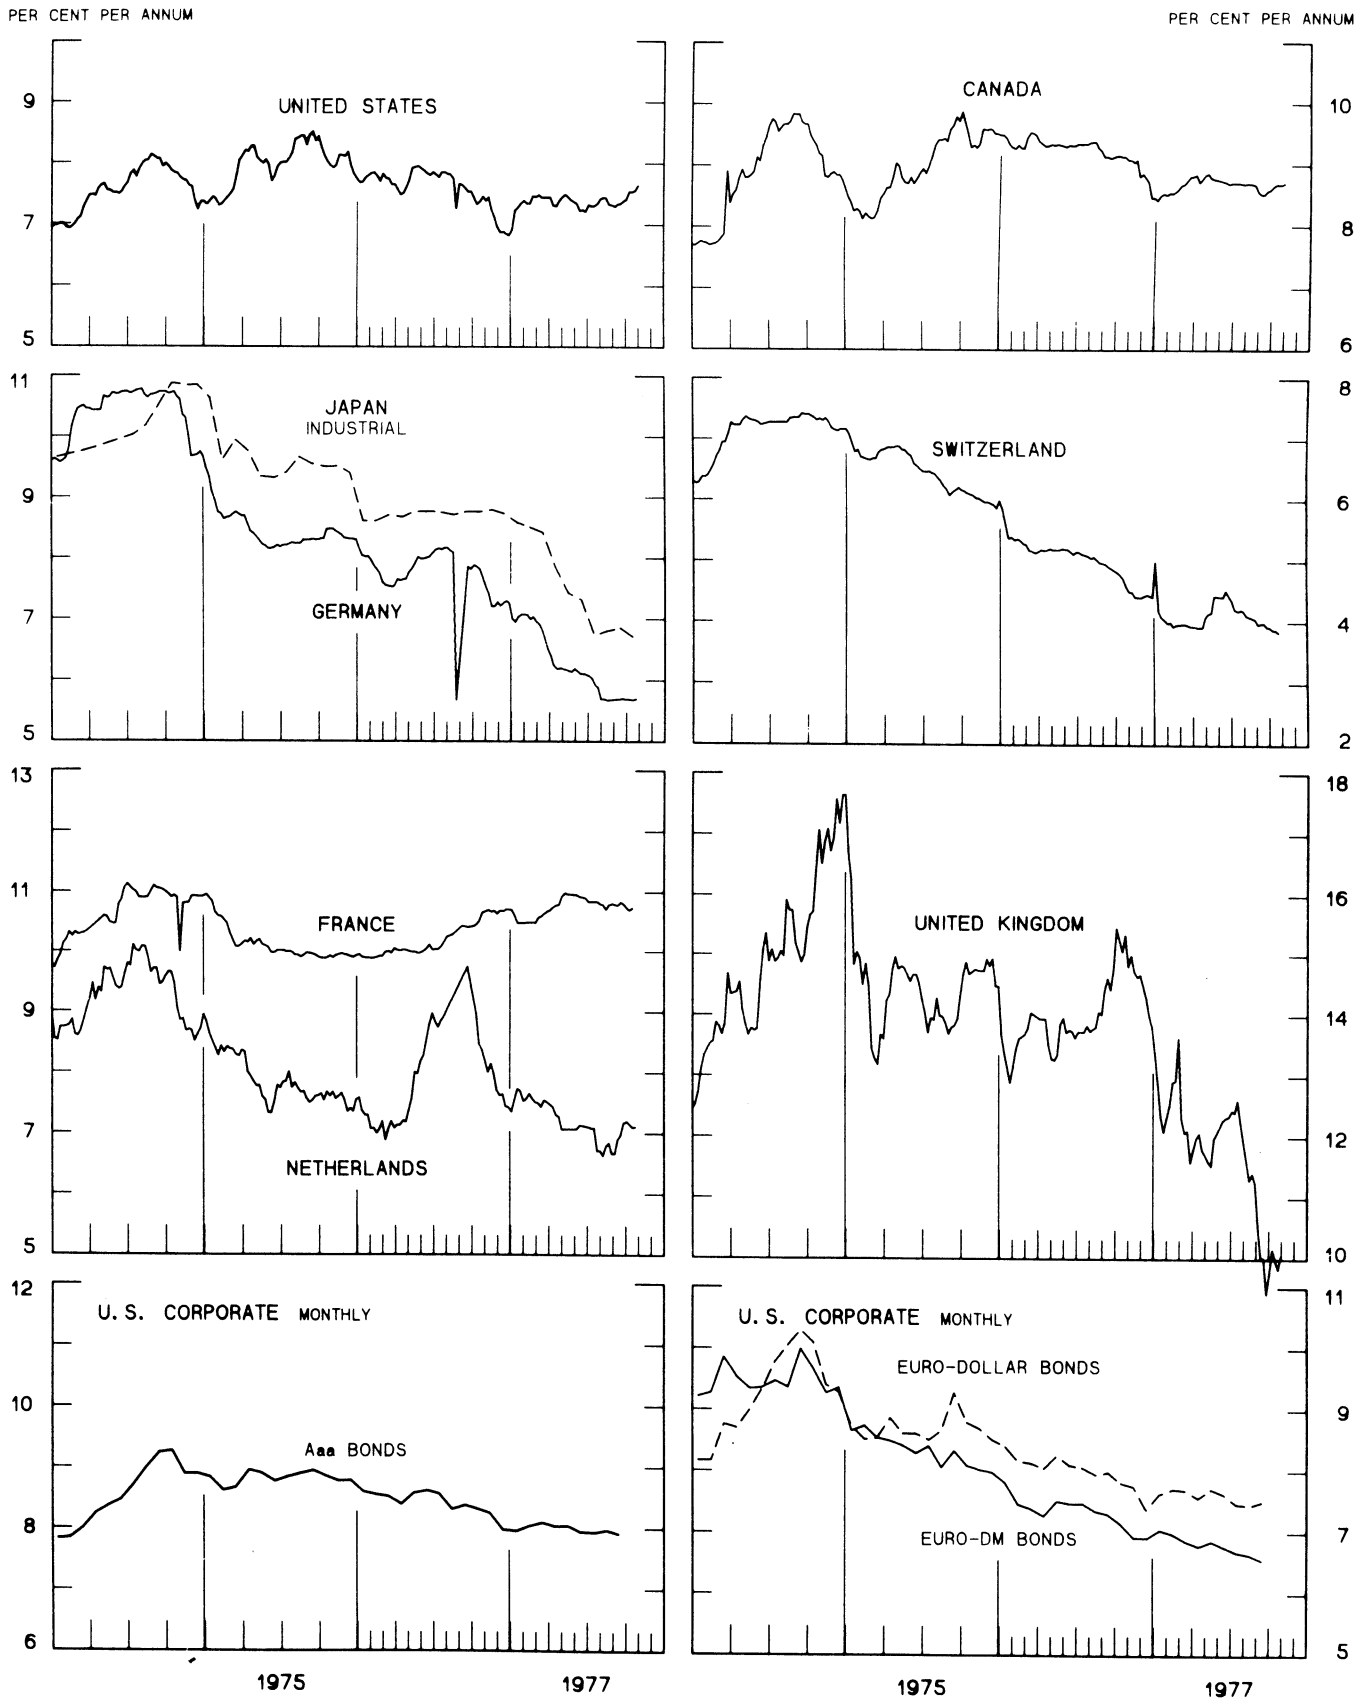 PER CENT PER ANNUM
PER CENT PER ANNUM
UNITED STATES
9
7
5
CANADA
10
8
6
11
9
7
5
JAPAN
INDUSTRIAL
GERMANY
SWITZERLAND
8
6
4
2
13
11
9
7
5
FRANCE
NETHERLANDS
UNITED KINGDOM
18
16
14
12
10
12
10
8
6
U.S. CORPORATE MONTHLY
Aaa BONDS
U.S. CORPORATE MONTHLY
EURO-DOLLAR BONDS
EURO-DM BONDS
11
9
7
5
1975
1977
1975
1977